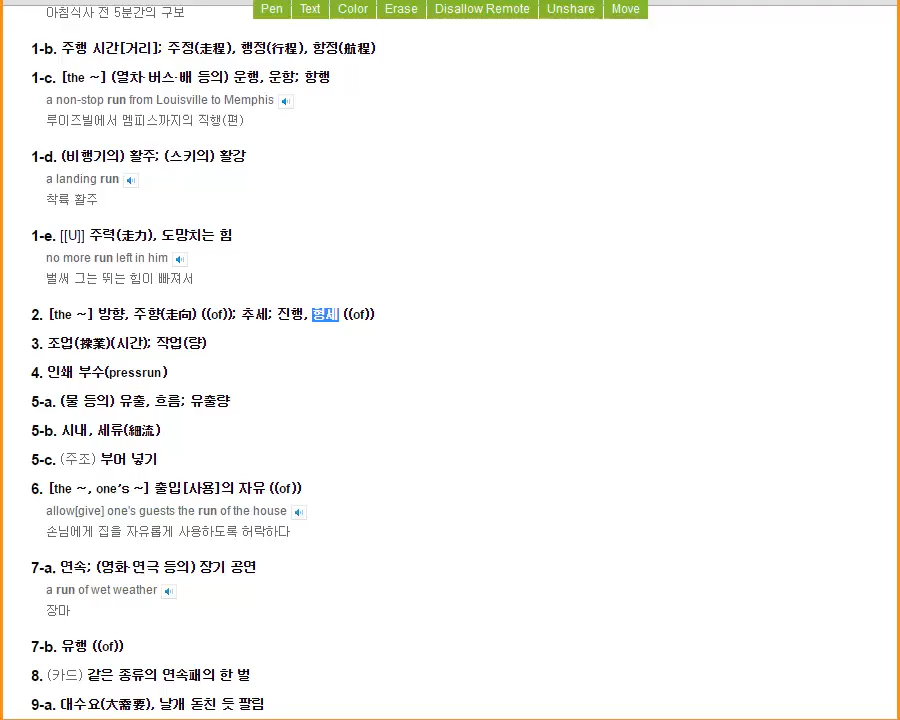 Pen Text Color Erase Disallow Remote Unshare Move
아침식사 전 5분간의 구보
1-b. 주행 시간[거리]; 주정(走程), 행정(行程), 항정(航程)
1-c. [the ~] (열차·버스·배 등의) 운행, 운항; 항행
a non-stop run from Louisville to Memphis
루이즈빌에서 멤피스까지의 직행(편)
1-d. (비행기의) 활주; (스키의) 활강
a landing run
착륙 활주
1-e. [[U]] 주력(走力), 도망치는 힘
no more run left in him
벌써 그는 뛰는 힘이 빠져서
2. [the ~] 방향, 주향(走向) ((of)); 추세; 진행, 형세 ((of))
3. 조업(操業)(시간); 작업(량)
4. 인쇄 부수(pressrun)
5-a. (물 등의) 유출, 흐름; 유출량
5-b. 시내, 세류(細流)
5-c. (주조) 부어 넣기
6. [the ~, one's ~] 출입[사용]의 자유 ((of))
allow[give] one's guests the run of the house
손님에게 집을 자유롭게 사용하도록 허락하다
7-a. 연속; (영화·연극 등의) 장기 공연
a run of wet weather
장마
7-b. 유행 ((of))
8. (카드) 같은 종류의 연속패의 한 벌
9-a. 대수요(大需要), 날개 돋친 듯 팔림